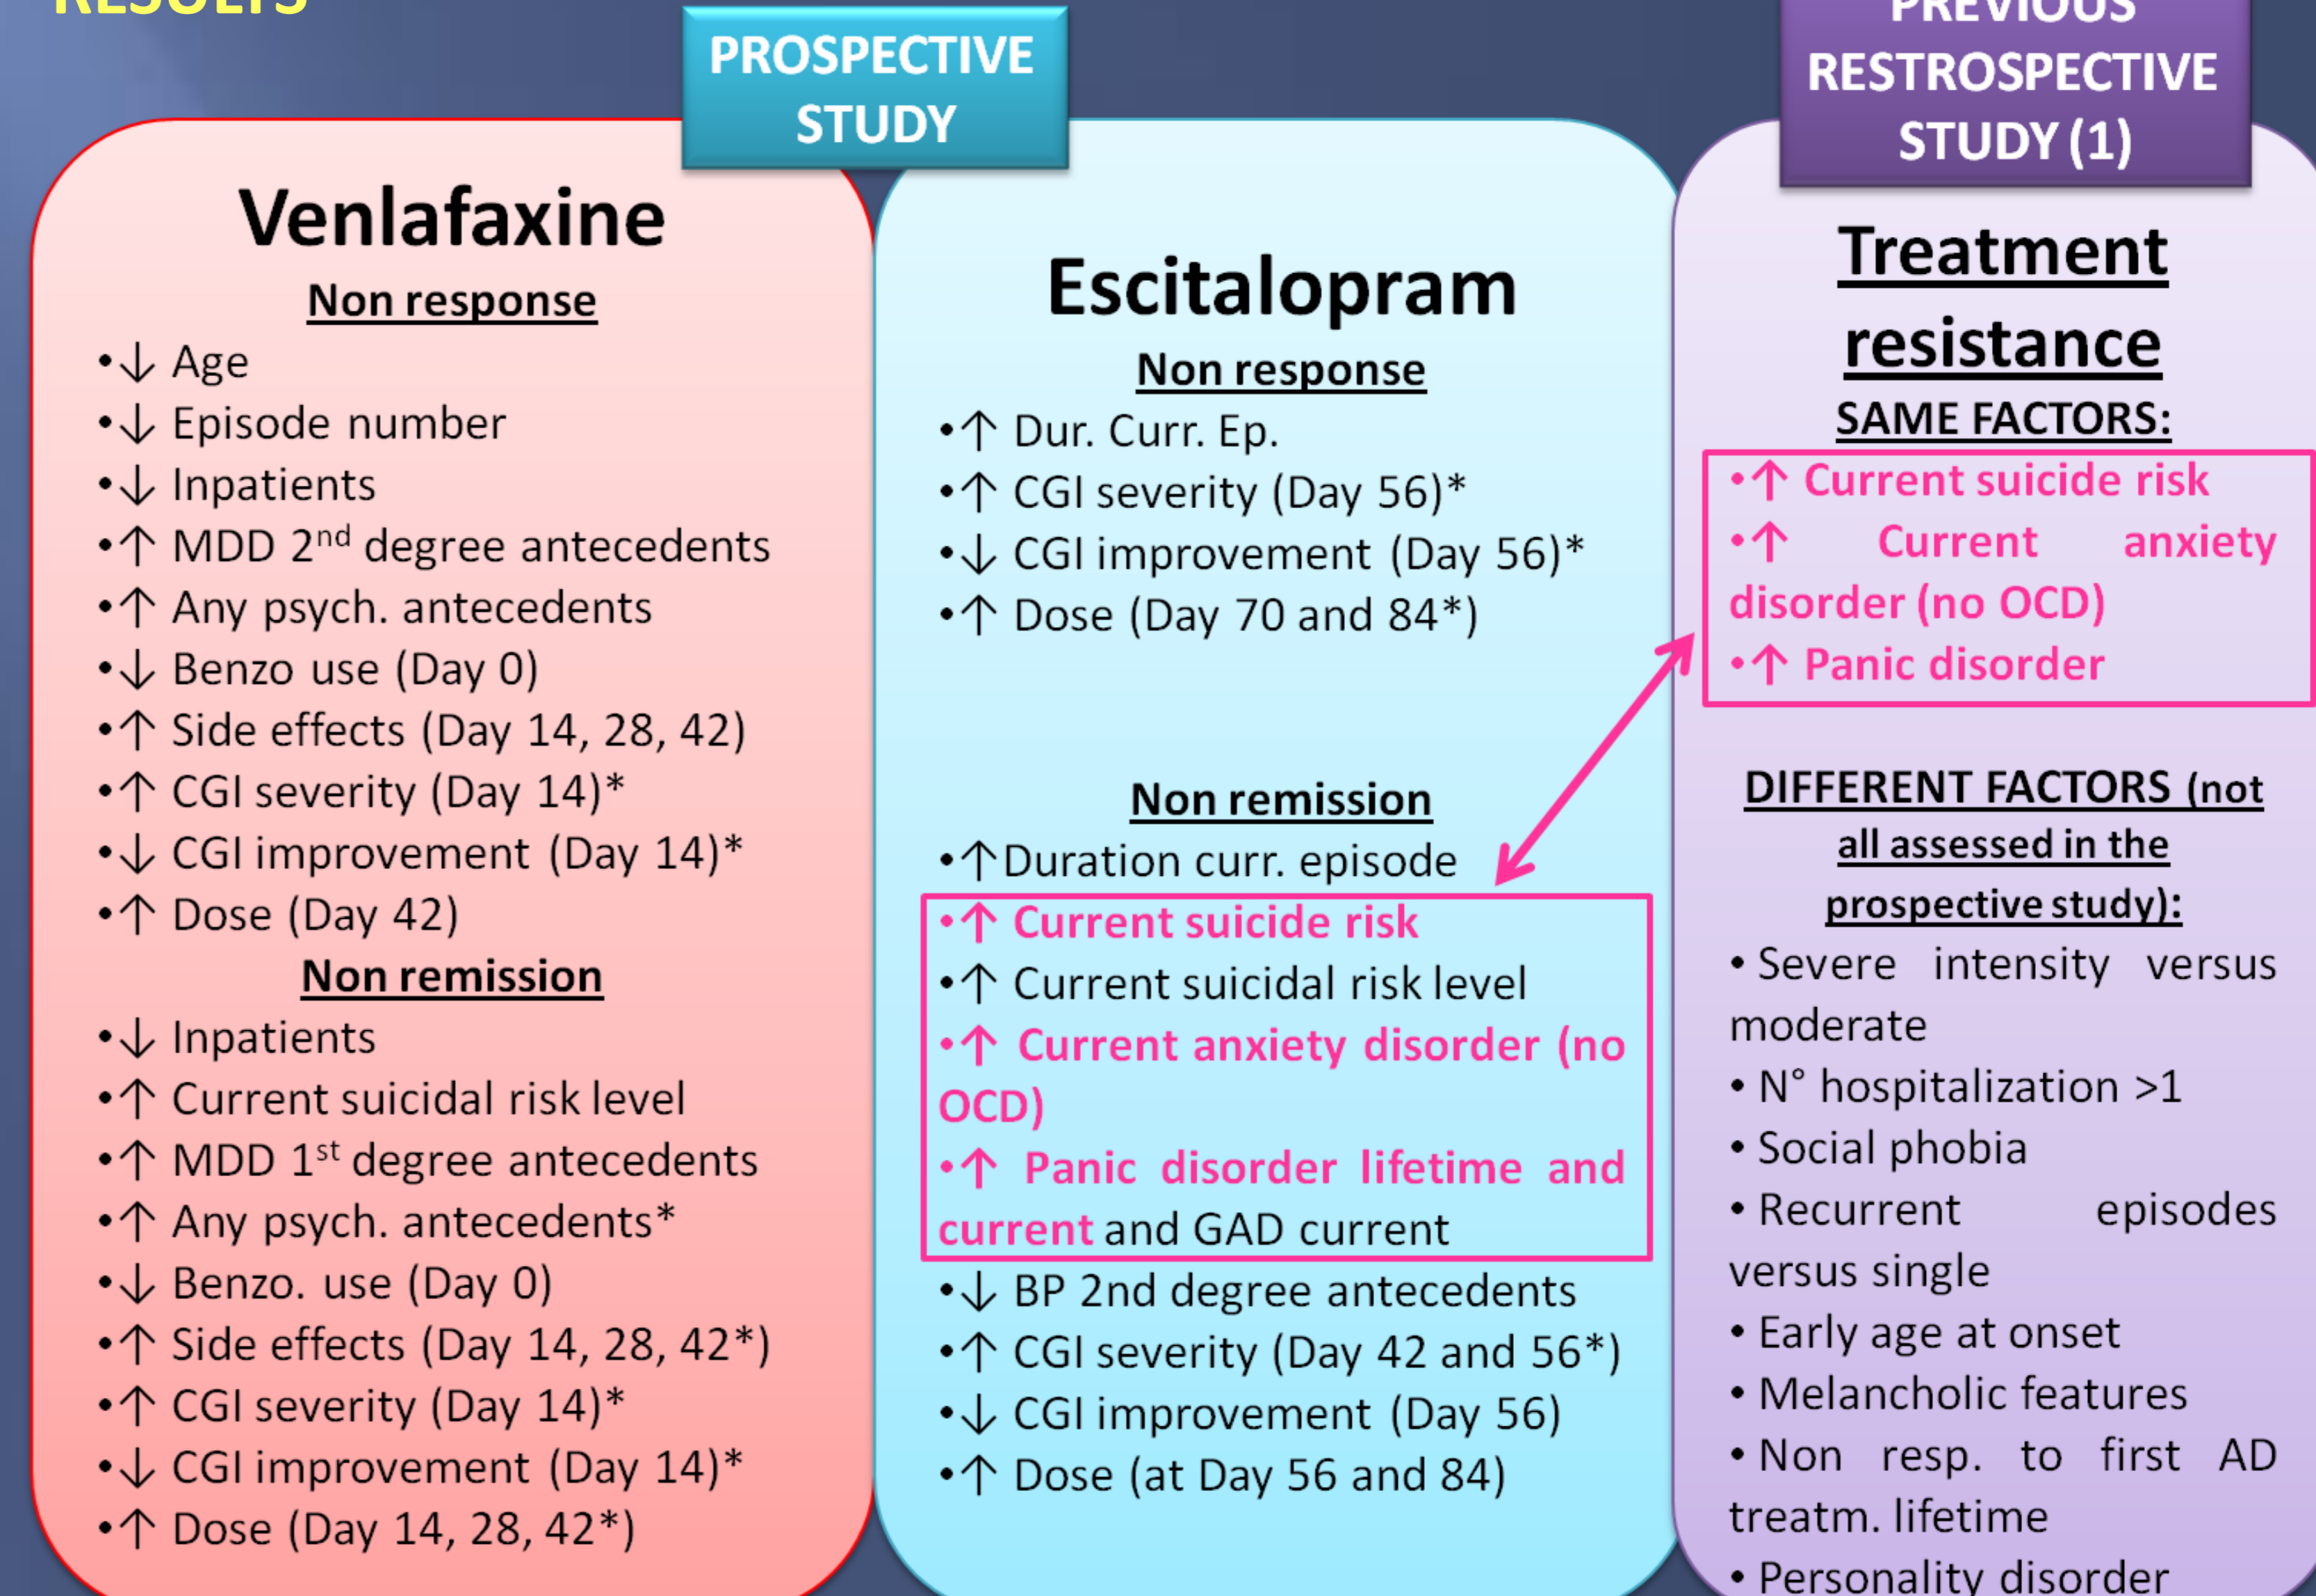 RESULTS
PROSPECTIVE
STUDY
Venlafaxine
Non response
•↓ Age
•↓ Episode number
•↓ Inpatients
•↑ MDD 2nd degree antecedents
•↑ Any psych. antecedents
•↓ Benzo use (Day 0)
•↑ Side effects (Day 14, 28, 42)
•↑ CGI severity (Day 14)*
•↓ CGI improvement (Day 14)*
•↑ Dose (Day 42)
Non remission
•↓ Inpatients
•↑ Current suicidal risk level
•↑ MDD 1st degree antecedents
•↑ Any psych. antecedents*
•↓ Benzo. use (Day 0)
•↑ Side effects (Day 14, 28, 42*)
•↑ CGI severity (Day 14)*
•↓ CGI improvement (Day 14)*
•↑ Dose (Day 14, 28, 42*)
Escitalopram
Non response
•↑ Dur. Curr. Ep.
•↑ CGI severity (Day 56)*
•↓ CGI improvement (Day 56)*
•↑ Dose (Day 70 and 84*)
Non remission
•↑Duration curr. episode
•↑ Current suicide risk
•↑ Current suicidal risk level
•↑ Current anxiety disorder (no
OCD)
•↑ Panic disorder lifetime and
current and GAD current
•↓ BP 2nd degree antecedents
•↑ CGI severity (Day 42 and 56*)
•↓ CGI improvement (Day 56)
•↑ Dose (at Day 56 and 84)
PREVIOUS
RESTROSPECTIVE
STUDY (1)
Treatment
resistance
SAME FACTORS:
•↑ Current suicide risk
•↑ Current anxiety
disorder (no OCD)
•↑ Panic disorder
DIFFERENT FACTORS (not
all assessed in the
prospective study):
• Severe intensity versus
moderate
• N° hospitalization >1
• Social phobia
• Recurrent episodes
versus single
• Early age at onset
• Melancholic features
• Non resp. to first AD
treatm. lifetime
• Personality disorder